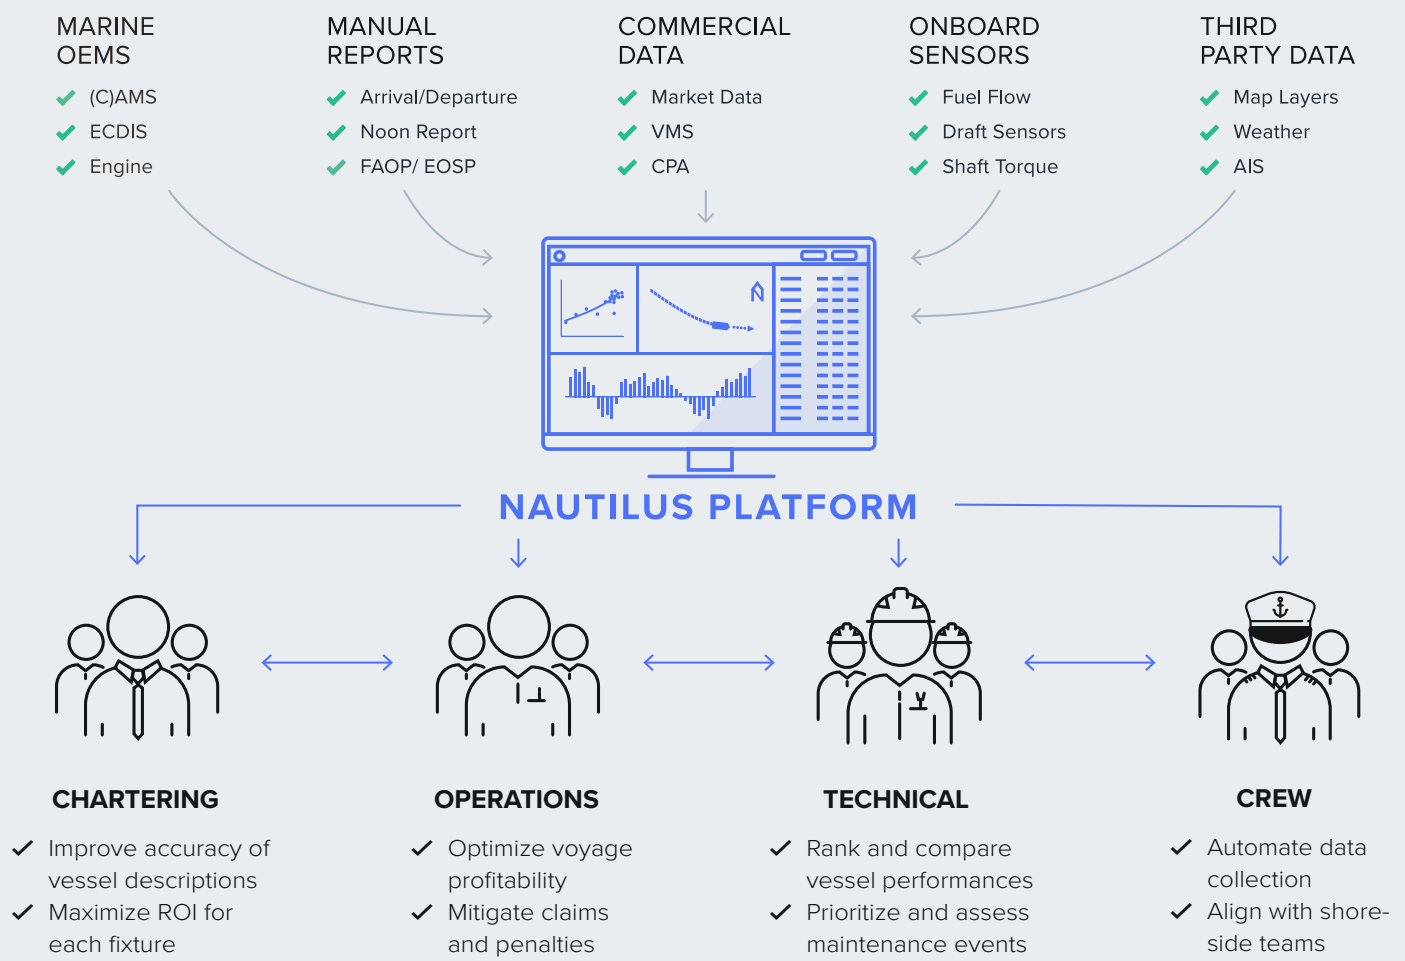 MARINE
OEMS
(C)AMS
ECDIS
Engine
MANUAL
REPORTS
Arrival/Departure
Noon Report
FAOP/ EOSP
COMMERCIAL
DATA
Market Data
VMS
CPA
ONBOARD
SENSORS
Fuel Flow
Draft Sensors
Shaft Torque
THIRD
PARTY DATA
Map Layers
Weather
AIS
NAUTILUS PLATFORM
CHARTERING
Improve accuracy of
vessel descriptions
Maximize ROI for
each fixture
OPERATIONS
Optimize voyage
profitability
Mitigate claims
and penalties
TECHNICAL
Rank and compare
vessel performances
Prioritize and assess
maintenance events
CREW
Automate data
collection
Align with shore-
side teams